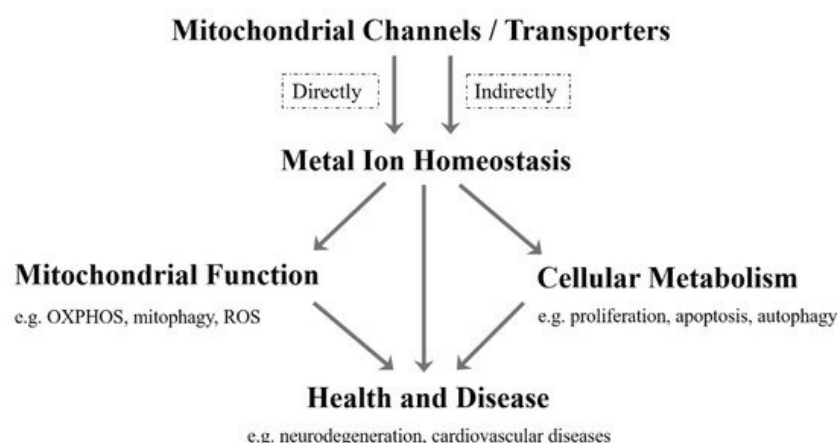 Mitochondrial Channels / Transporters
Directly
Indirectly
Metal Ion Homeostasis
Mitochondrial Function
e.g. OXPHOS, mitophagy, ROS
Cellular Metabolism
e.g. proliferation, apoptosis, autophagy
Health and Disease
e.g. neurodegeneration, cardiovascular diseases